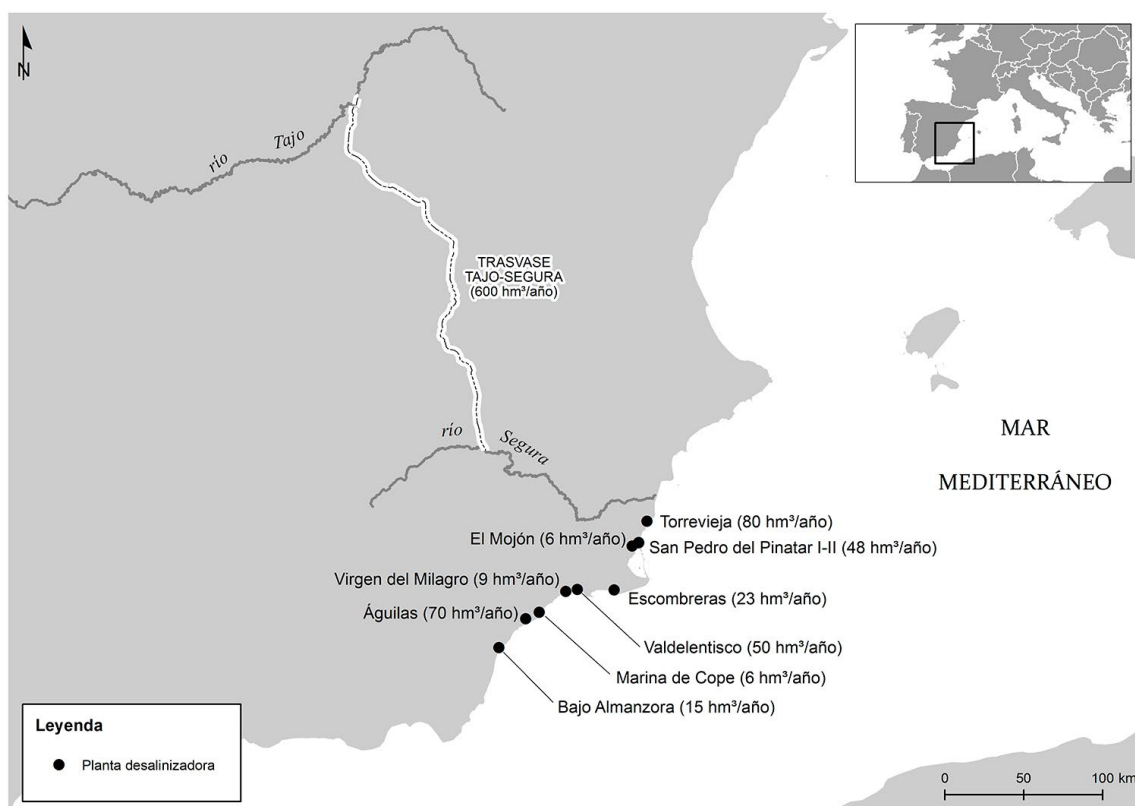 N
río Tajo
TRASVASE
TAJO-SEGURA
(600 hm³/año)
río Segura
MAR
MEDITERRÁNEO
Torrevieja (80 hm³/año)
El Mojón (6 hm³/año)
San Pedro del Pinatar I-II (48 hm³/año)
Virgen del Milagro (9 hm³/año)
Escombreras (23 hm³/año)
Águilas (70 hm³/año)
Valdelentisco (50 hm³/año)
Marina de Cope (6 hm³/año)
Bajo Almanzora (15 hm³/año)
Leyenda
Planta desalinizadora
0 50 100 km